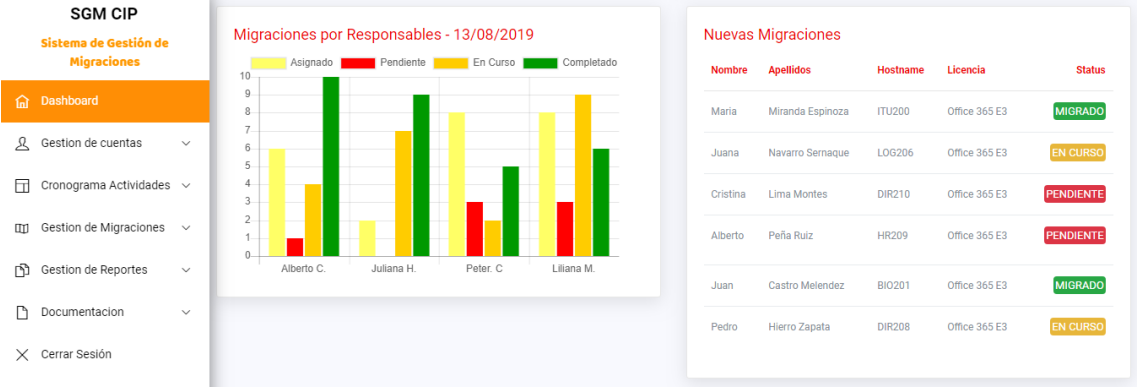 SGM CIP
Sistema de Gestión de
Migraciones
Dashboard
Gestion de cuentas
Cronograma Actividades
Gestion de Migraciones
Gestion de Reportes
Documentacion
Cerrar Sesión
Migraciones por Responsables - 13/08/2019
Asignado Pendiente En Curso Completado
10
9
8
7
6
5
4
3
2
1
0
Alberto C. Juliana H. Peter. C Liliana M.
Nuevas Migraciones
Nombre Apellidos Hostname Licencia Status
Maria Miranda Espinoza ITU200 Office 365 E3 MIGRADO
Juana Navarro Sernaque LOG206 Office 365 E3 EN CURSO
Cristina Lima Montes DIR210 Office 365 E3 PENDIENTE
Alberto Peña Ruiz HR209 Office 365 E3 PENDIENTE
Juan Castro Melendez BIO201 Office 365 E3 MIGRADO
Pedro Hierro Zapata DIR208 Office 365 E3 EN CURSO